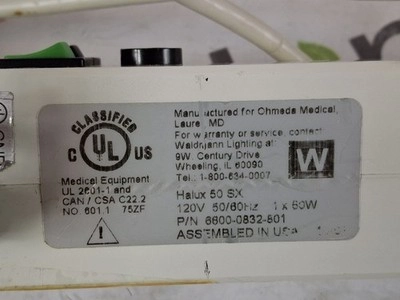 CLASSIFIED
C UL US
Medical Equipment
UL 2601-1 and
CAN / CSA C22.2
NO 601.1 75ZF
Manufactured for Ohmeda Medical,
Laurel, MD
For warranty or service, contact
Waldmann Lighting at
9W. Century Drive
Wheeling, IL 60090
Tel. 1-800-634-0007
W
Halux 50 SX
120V 50/60Hz 1 x 60W
P/N 6600-0832-801
ASSEMBLED IN USA